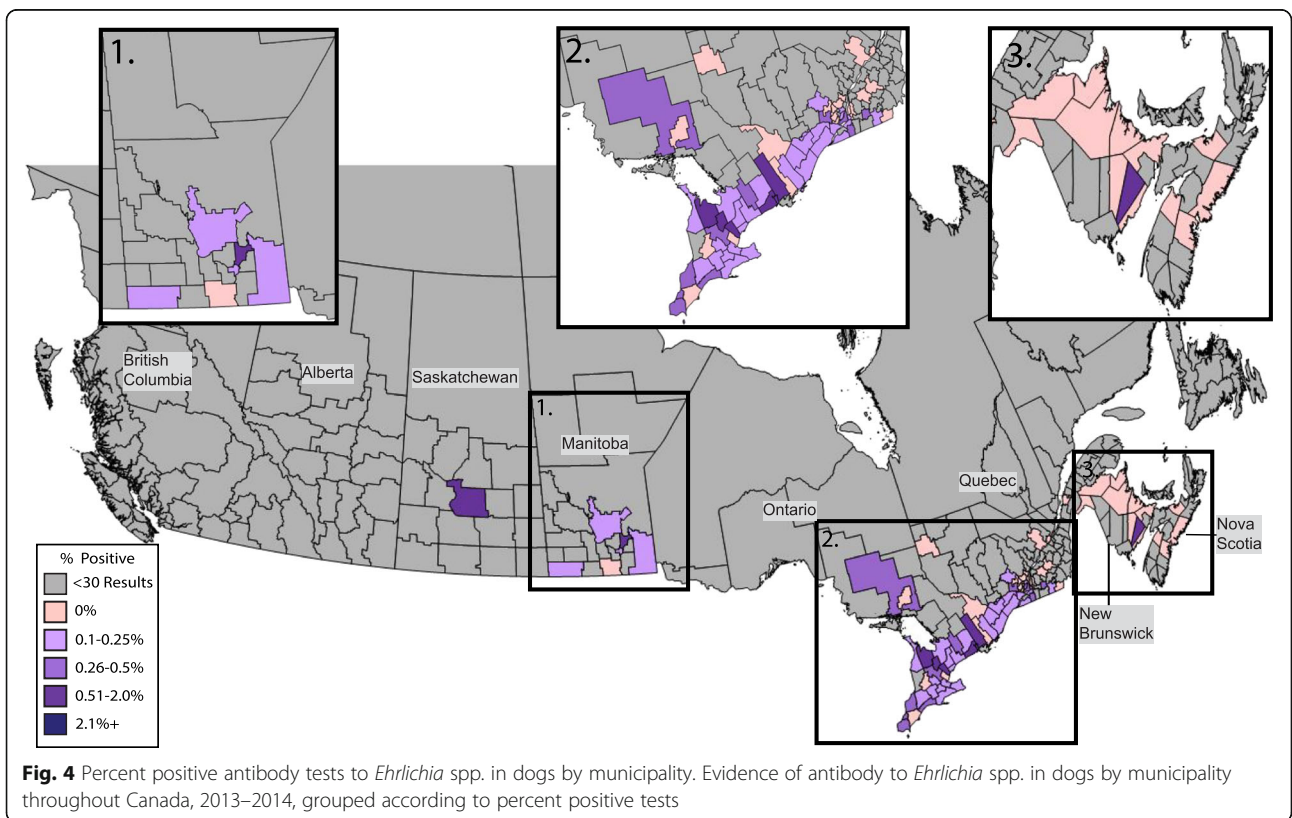 1.
2.
3.
British
Columbia
Alberta
Saskatchewan
1.
Manitoba
Ontario
Quebec
2.
3.
Nova
Scotia
New
Brunswick
% Positive
<30 Results
0%
0.1-0.25%
0.26-0.5%
0.51-2.0%
2.1%+
Fig. 4 Percent positive antibody tests to Ehrlichia spp. in dogs by municipality. Evidence of antibody to Ehrlichia spp. in dogs by municipality
throughout Canada, 2013–2014, grouped according to percent positive tests